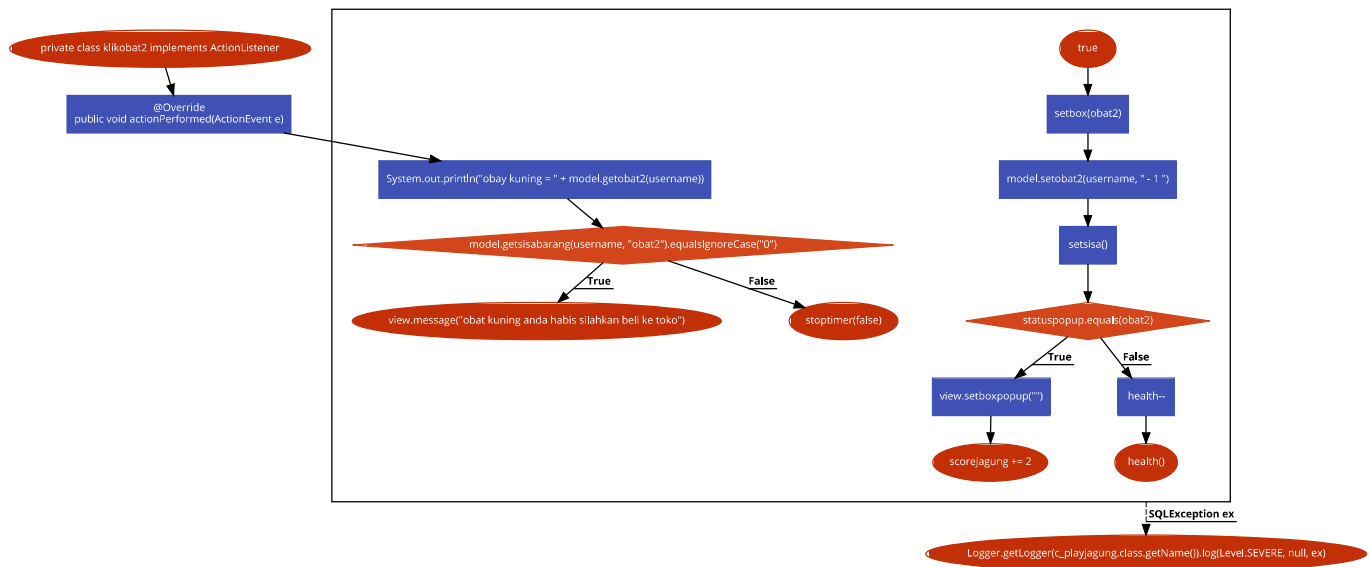 private class klikobat2 implements ActionListener
@Override
public void actionPerformed(ActionEvent e)
System.out.println("obay kuning = " + model.getobat2(username))
model.getsisabarang(username, "obat2").equalsIgnoreCase("0")
True
False
view.message("obat kuning anda habis silahkan beli ke toko")
stoptimer(false)
true
setbox(obat2)
model.setobat2(username, " - 1 ")
setsisa()
statuspopup.equals(obat2)
True
False
view.setboxpopup("")
health--
scorejagung += 2
health()
SQLException ex
Logger.getLogger(c_playjagung.class.getName()).log(Level.SEVERE, null, ex)